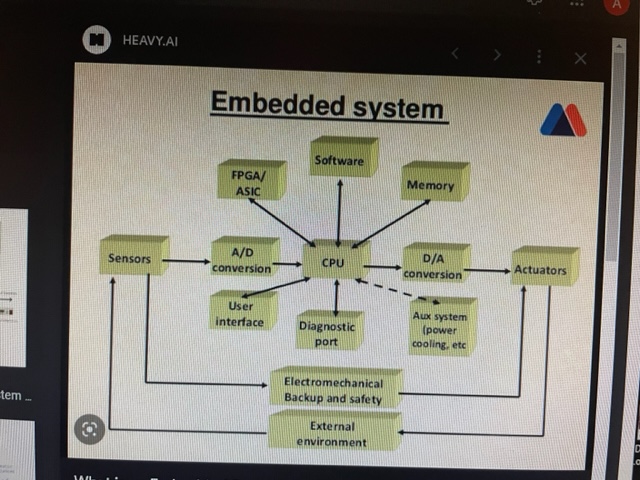 A
HEAVY.AI
Embedded system
Software
FPGA/
ASIC
Memory
Sensors
A/D
conversion
CPU
D/A
conversion
Actuators
User
interface
Diagnostic
port
Aux system
(power
cooling, etc
Electromechanical
Backup and safety
External
environment
tem ...